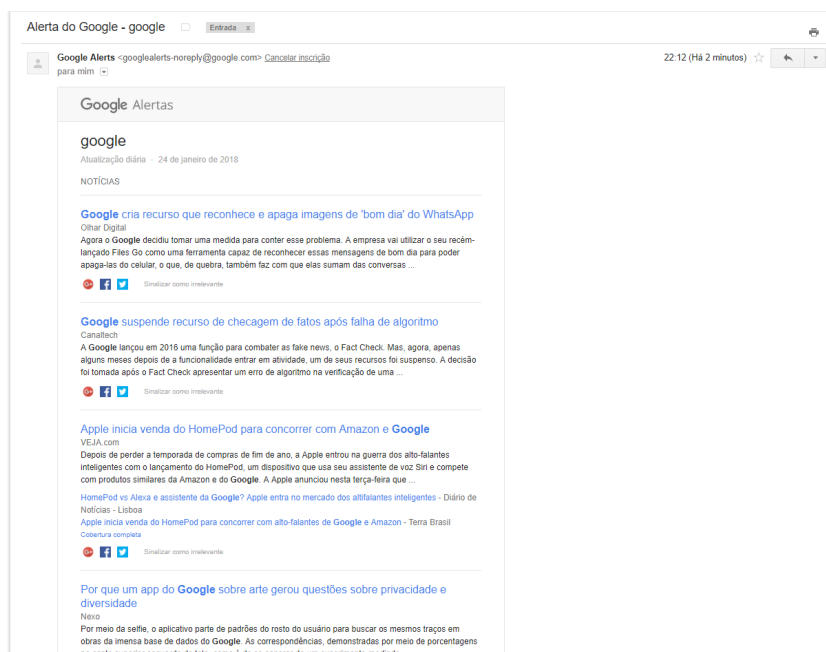 Alerta do Google - google
Entrada x
Google Alerts <googlealerts-noreply@google.com> Cancelar inscrição
22:12 (Há 2 minutos)
para mim
Google Alertas
google
Atualização diária · 24 de janeiro de 2018
NOTÍCIAS
Google cria recurso que reconhece e apaga imagens de 'bom dia' do WhatsApp
Olhar Digital
Agora o Google decidiu tomar uma medida para conter esse problema. A empresa vai utilizar o seu recém-
lançado Files Go como uma ferramenta capaz de reconhecer essas mensagens de bom dia para poder
apaga-las do celular, o que, de quebra, também faz com que elas sumam das conversas ...
G+ f
Sinalizar como irrelevante
Google suspende recurso de checagem de fatos após falha de algoritmo
Canaltech
A Google lançou em 2016 uma função para combater as fake news, o Fact Check. Mas, agora, apenas
alguns meses depois de a funcionalidade entrar em atividade, um de seus recursos foi suspenso. A decisão
foi tomada após o Fact Check apresentar um erro de algoritmo na verificação de uma ...
G+ f
Sinalizar como irrelevante
Apple inicia venda do HomePod para concorrer com Amazon e Google
VEJA.com
Depois de perder a temporada de compras de fim de ano, a Apple entrou na guerra dos alto-falantes
inteligentes com o lançamento do HomePod, um dispositivo que usa seu assistente de voz Siri e compete
com produtos similares da Amazon e do Google. A Apple anunciou nesta terça-feira que ...
HomePod vs Alexa e assistente da Google? Apple entra no mercado dos altifalantes inteligentes - Diário de
Notícias - Lisboa
Apple inicia venda do HomePod para concorrer com alto-falantes de Google e Amazon - Terra Brasil
Cobertura completa
G+ f
Sinalizar como irrelevante
Por que um app do Google sobre arte gerou questões sobre privacidade e
diversidade
Nexo
Por meio da selfie, o aplicativo parte de padrões do rosto do usuário para buscar os mesmos traços em
obras da imensa base de dados do Google. As correspondências, demonstradas por meio de porcentagens